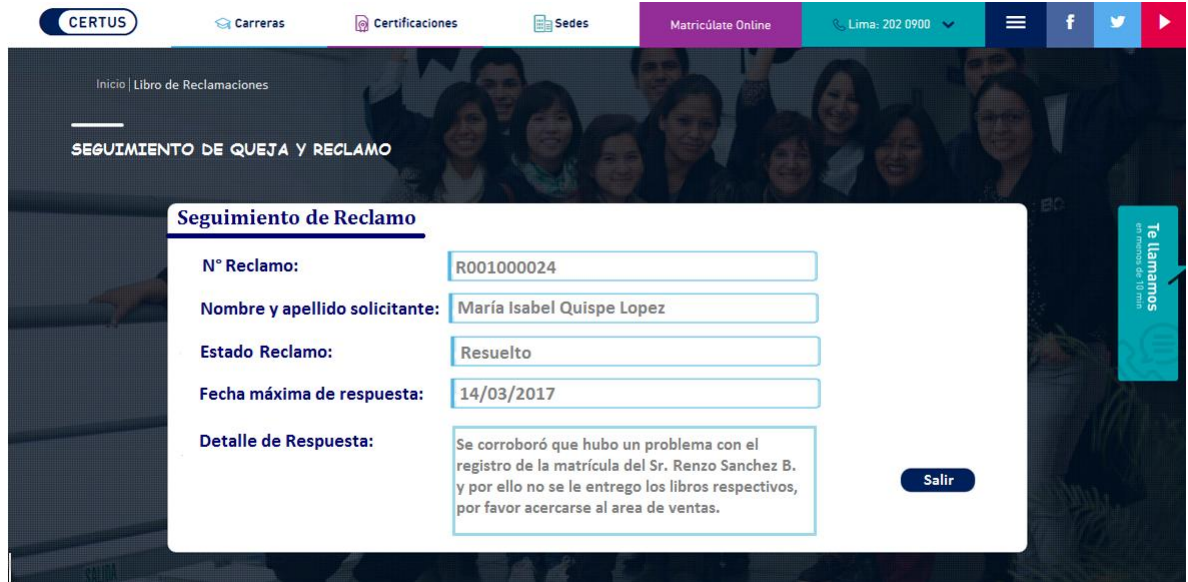 CERTUS
Carreras
Certificaciones
Sedes
Matricúlate Online
Lima: 202 0900
Inicio | Libro de Reclamaciones
SEGUIMIENTO DE QUEJA Y RECLAMO
Seguimiento de Reclamo
N° Reclamo:
R001000024
Nombre y apellido solicitante:
María Isabel Quispe Lopez
Estado Reclamo:
Resuelto
Fecha máxima de respuesta:
14/03/2017
Detalle de Respuesta:
Se corroboró que hubo un problema con el
registro de la matrícula del Sr. Renzo Sanchez B.
y por ello no se le entrego los libros respectivos,
por favor acercarse al area de ventas.
Salir
Te llamamos
en menos de 10 min
SALIDA